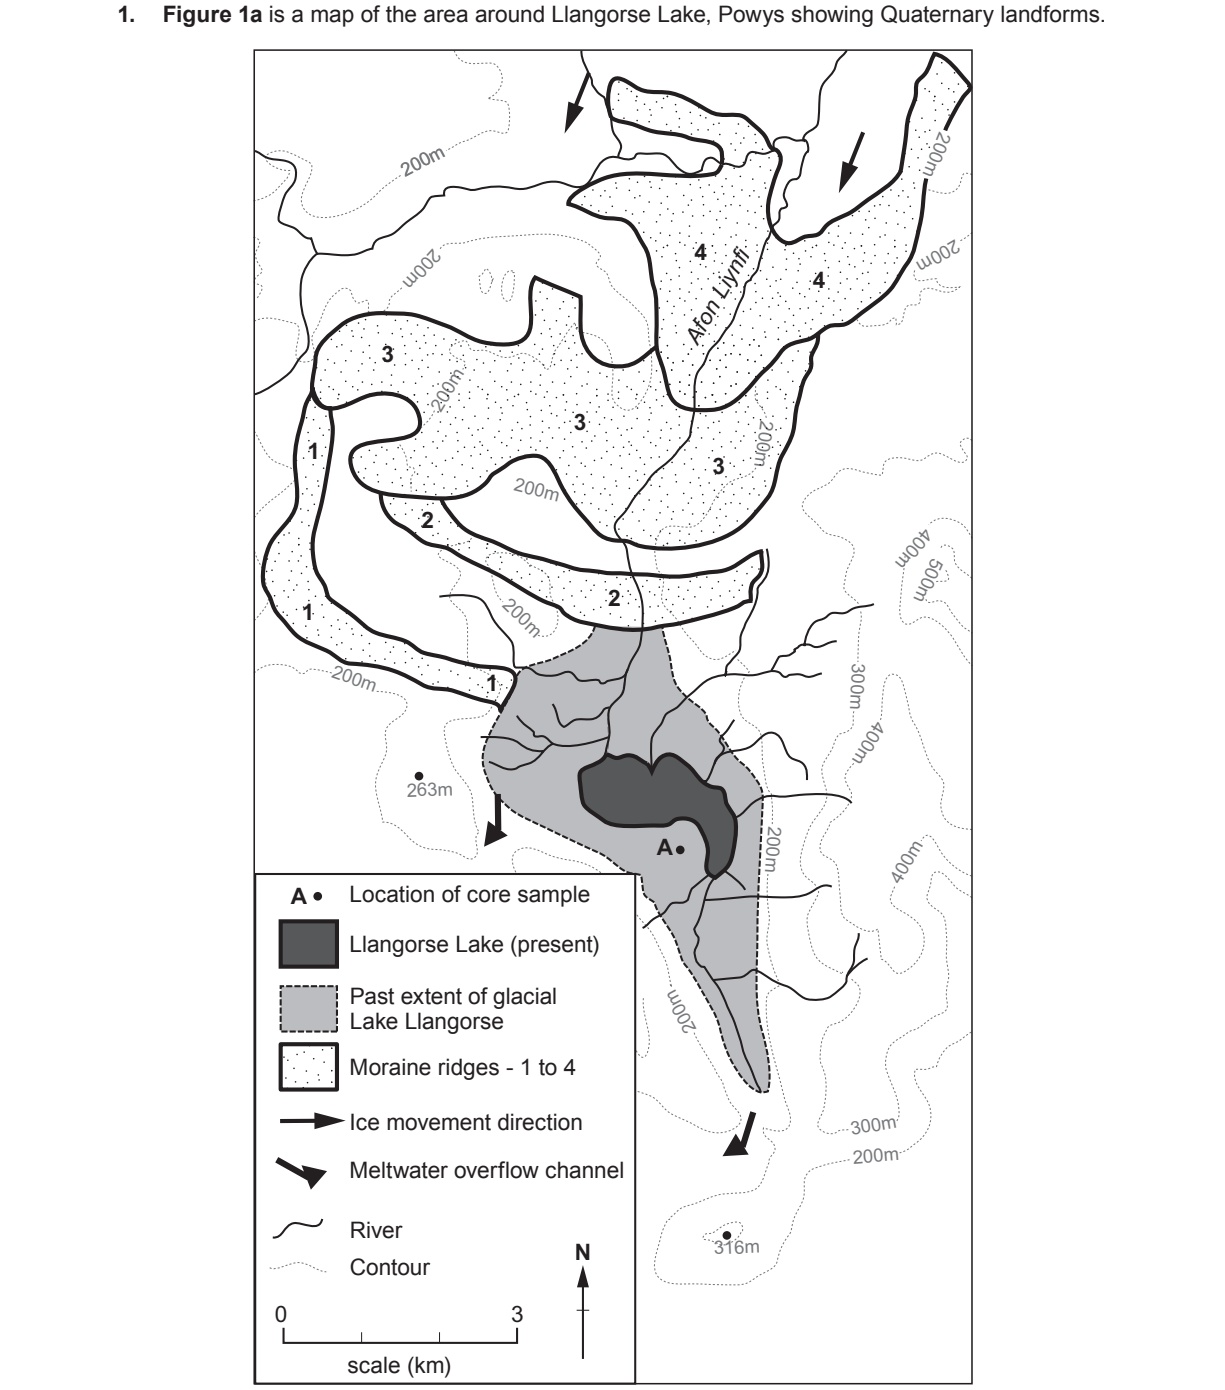 1. Figure 1a is a map of the area around Llangorse Lake, Powys showing Quaternary landforms.
200m
200m
200m
200m
4
Afon Llynfi
4
3
200m
3
200m
3
1
200m
2
400m
500m
2
1
200m
1
200m
300m
400m
263m
A
200m
400m
A Location of core sample
Llangorse Lake (present)
Past extent of glacial
Lake Llangorse
200m
Moraine ridges - 1 to 4
Ice movement direction
300m
200m
Meltwater overflow channel
River
316m
N
Contour
0 3
scale (km)